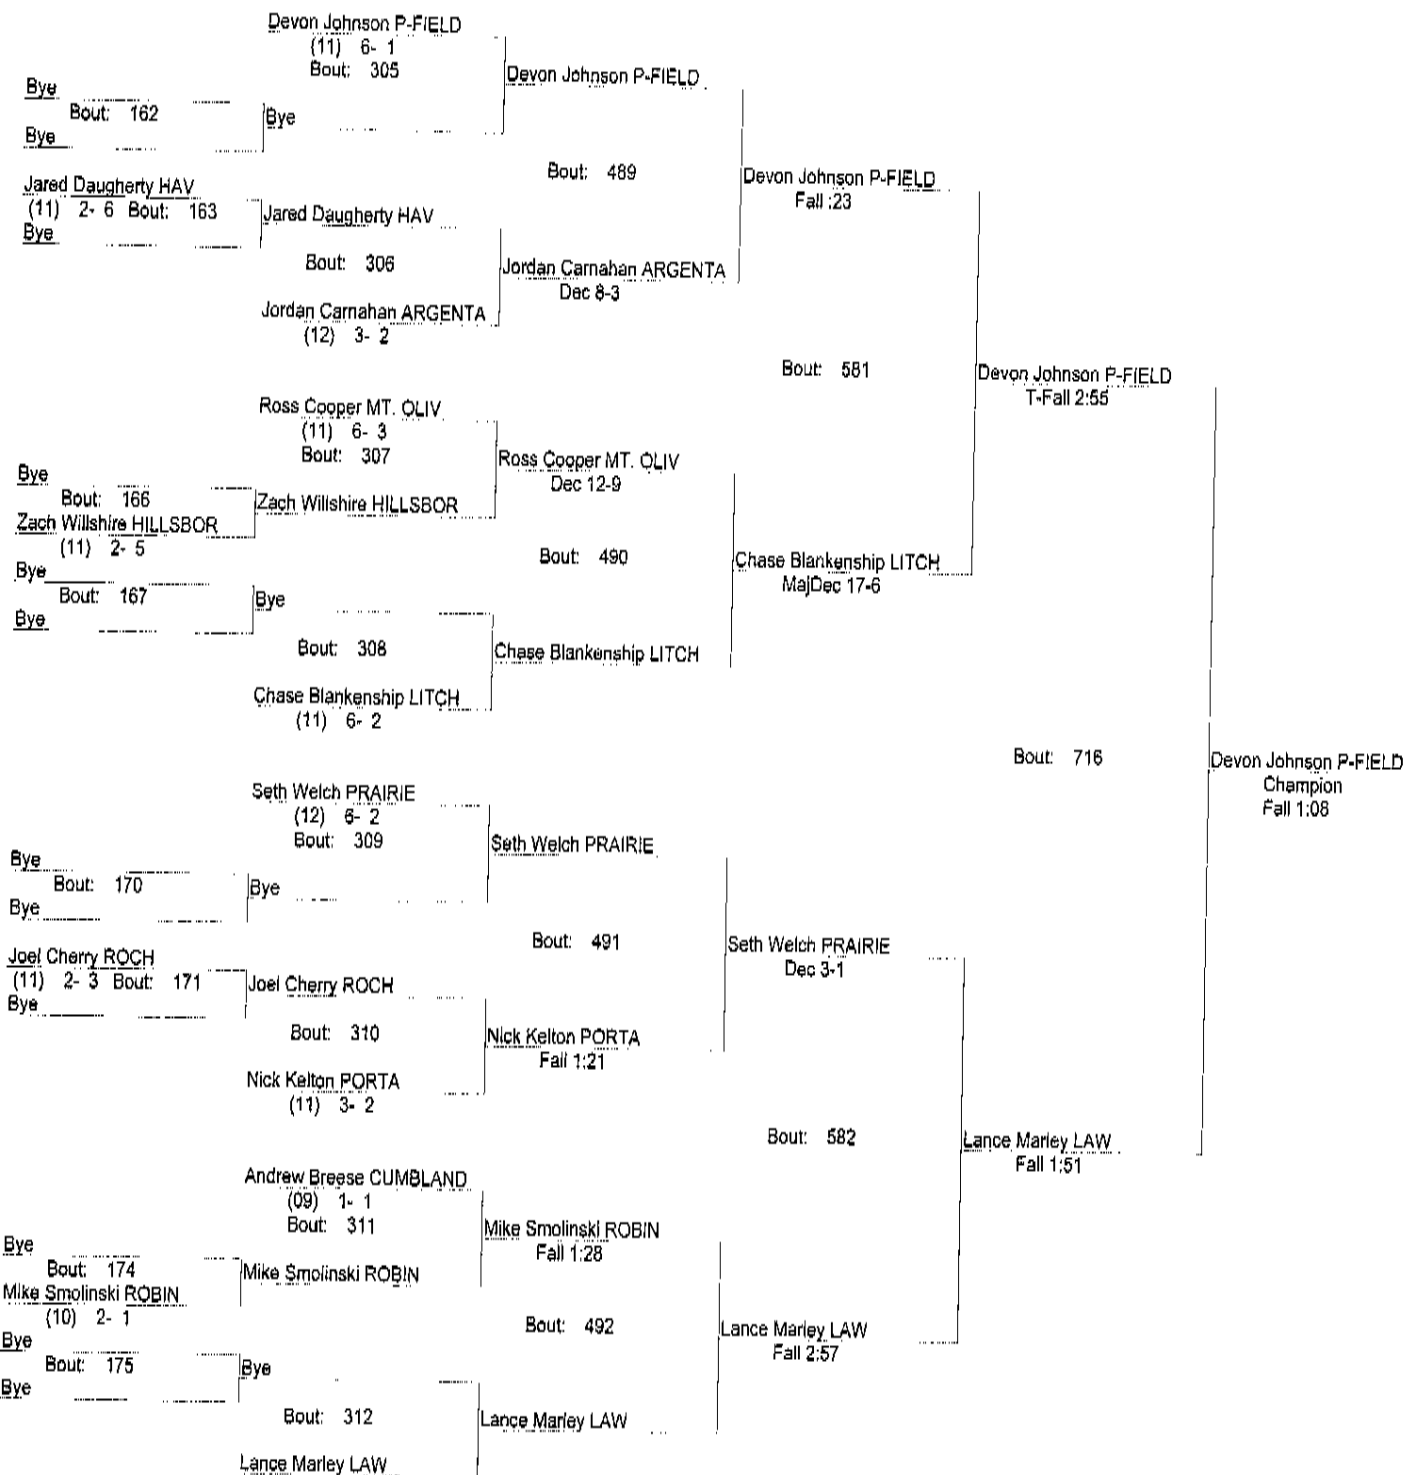 Devon Johnson P-FIELD
(11) 6- 1
Bout: 305
Bye
Bout: 162
Bye
Bye
Devon Johnson P-FIELD
Bout: 489
Jared Daugherty HAV
(11) 2- 6 Bout: 163
Bye
Jared Daugherty HAV
Bout: 306
Jordan Carnahan ARGENTA
(12) 3- 2
Jordan Carnahan ARGENTA
Dec 8-3
Devon Johnson P-FIELD
Fall :23
Bout: 581
Devon Johnson P-FIELD
T-Fall 2:55
Ross Cooper MT. OLIV
(11) 6- 3
Bout: 307
Bye
Bout: 166
Zach Willshire HILLSBOR
(11) 2- 5
Zach Willshire HILLSBOR
Ross Cooper MT. OLIV
Dec 12-9
Bout: 490
Bye
Bout: 167
Bye
Bye
Bout: 308
Chase Blankenship LITCH
(11) 6- 2
Chase Blankenship LITCH
Chase Blankenship LITCH
MajDec 17-6
Bout: 716
Devon Johnson P-FIELD
Champion
Fall 1:08
Seth Welch PRAIRIE
(12) 6- 2
Bout: 309
Bye
Bout: 170
Bye
Bye
Seth Welch PRAIRIE
Bout: 491
Joel Cherry ROCH
(11) 2- 3 Bout: 171
Bye
Joel Cherry ROCH
Bout: 310
Nick Kelton PORTA
(11) 3- 2
Nick Kelton PORTA
Fall 1:21
Seth Welch PRAIRIE
Dec 3-1
Bout: 582
Lance Marley LAW
Fall 1:51
Andrew Breese CUMBLAND
(09) 1- 1
Bout: 311
Bye
Bout: 174
Mike Smolinski ROBIN
(10) 2- 1
Mike Smolinski ROBIN
Mike Smolinski ROBIN
Fall 1:28
Bout: 492
Lance Marley LAW
Fall 2:57
Bye
Bout: 175
Bye
Bye
Bout: 312
Lance Marley LAW
Lance Marley LAW